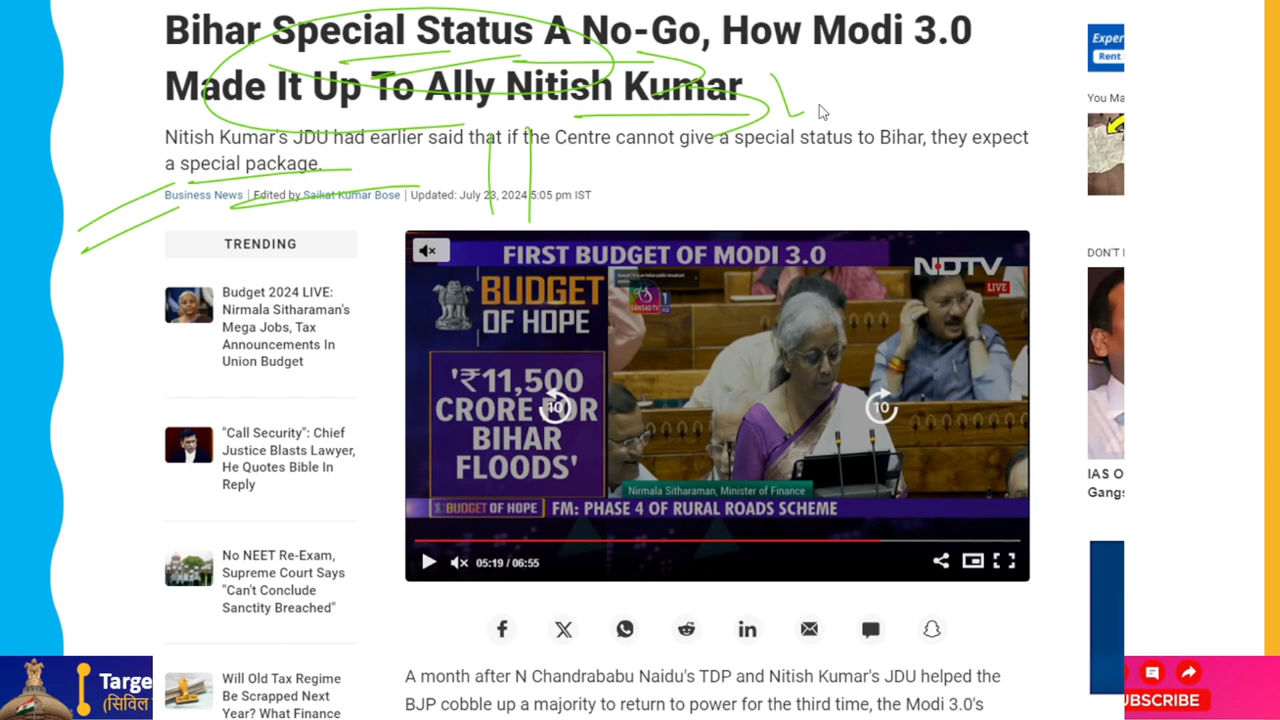 Bihar Special Status A No-Go, How Modi 3.0
Made It Up To Ally Nitish Kumar
Nitish Kumar's JDU had earlier said that if the Centre cannot give a special status to Bihar, they expect
a special package.
Business News | Edited by Saikat Kumar Bose | Updated: July 23, 2024 5:05 pm IST
TRENDING
Budget 2024 LIVE:
Nirmala Sitharaman's
Mega Jobs, Tax
Announcements In
Union Budget
"Call Security": Chief
Justice Blasts Lawyer,
He Quotes Bible In
Reply
No NEET Re-Exam,
Supreme Court Says
"Can't Conclude
Sanctity Breached"
Will Old Tax Regime
Be Scrapped Next
Year? What Finance
FIRST BUDGET OF MODI 3.0
NDTV
LIVE
BUDGET
OF HOPE
SANSAD TV
'₹11,500
CRORE FOR
BIHAR
FLOODS'
10
10
Nirmala Sitharaman, Minister of Finance
BUDGET OF HOPE
FM: PHASE 4 OF RURAL ROADS SCHEME
05:19 / 06:55
A month after N Chandrababu Naidu's TDP and Nitish Kumar's JDU helped the
BJP cobble up a majority to return to power for the third time, the Modi 3.0's
Exper
Rent
You Ma
DON'T
IAS O
Gangs
Targe
(सिविल
UBSCRIBE